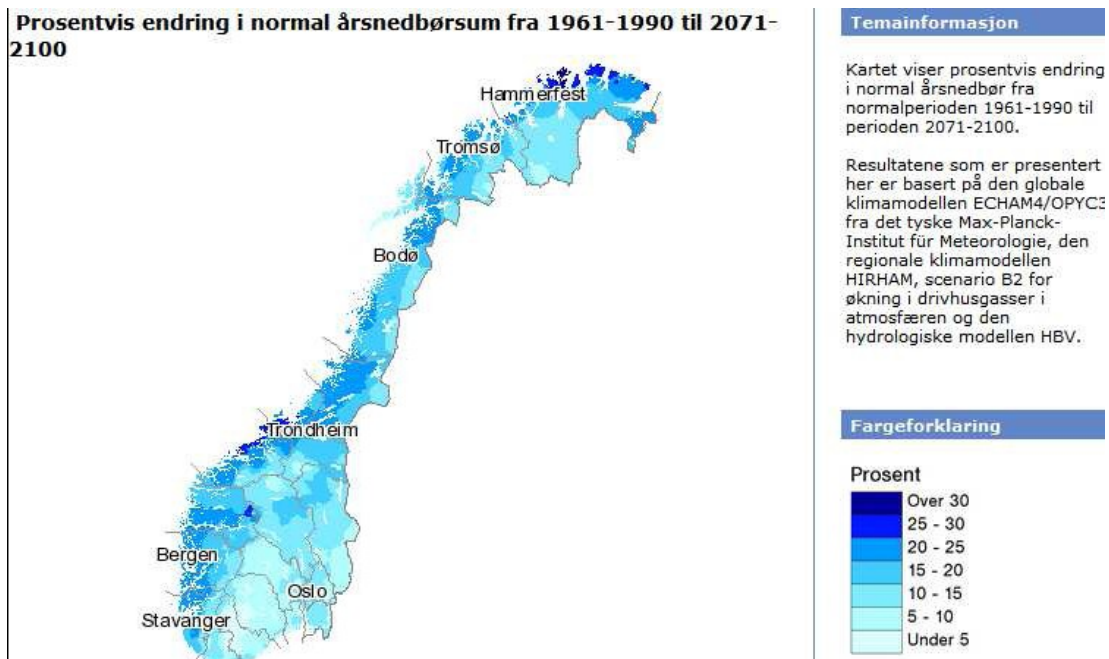 Prosentvis endring i normal årsnedbørsum fra 1961-1990 til 2071-
2100
Hammerfest
Tromsø
Bodø
Trondheim
Bergen
Oslo
Stavanger
Temainformasjon
Kartet viser prosentvis endring
i normal årsnedbør fra
normalperioden 1961-1990 til
perioden 2071-2100.
Resultatene som er presentert
her er basert på den globale
klimamodellen ECHAM4/OPYC3
fra det tyske Max-Planck-
Institut für Meteorologie, den
regionale klimamodellen
HIRHAM, scenario B2 for
økning i drivhusgasser i
atmosfæren og den
hydrologiske modellen HBV.
Fargeforklaring
Prosent
Over 30
25 - 30
20 - 25
15 - 20
10 - 15
5 - 10
Under 5